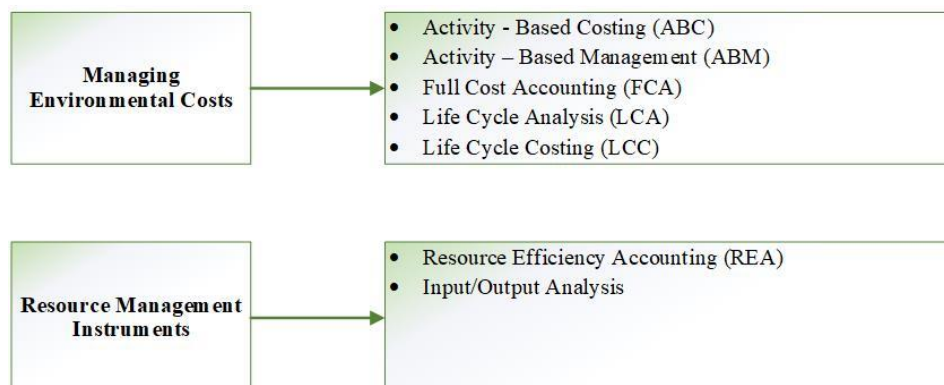 Managing
Environmental Costs
• Activity - Based Costing (ABC)
• Activity – Based Management (ABM)
• Full Cost Accounting (FCA)
• Life Cycle Analysis (LCA)
• Life Cycle Costing (LCC)
Resource Management
Instruments
• Resource Efficiency Accounting (REA)
• Input/Output Analysis